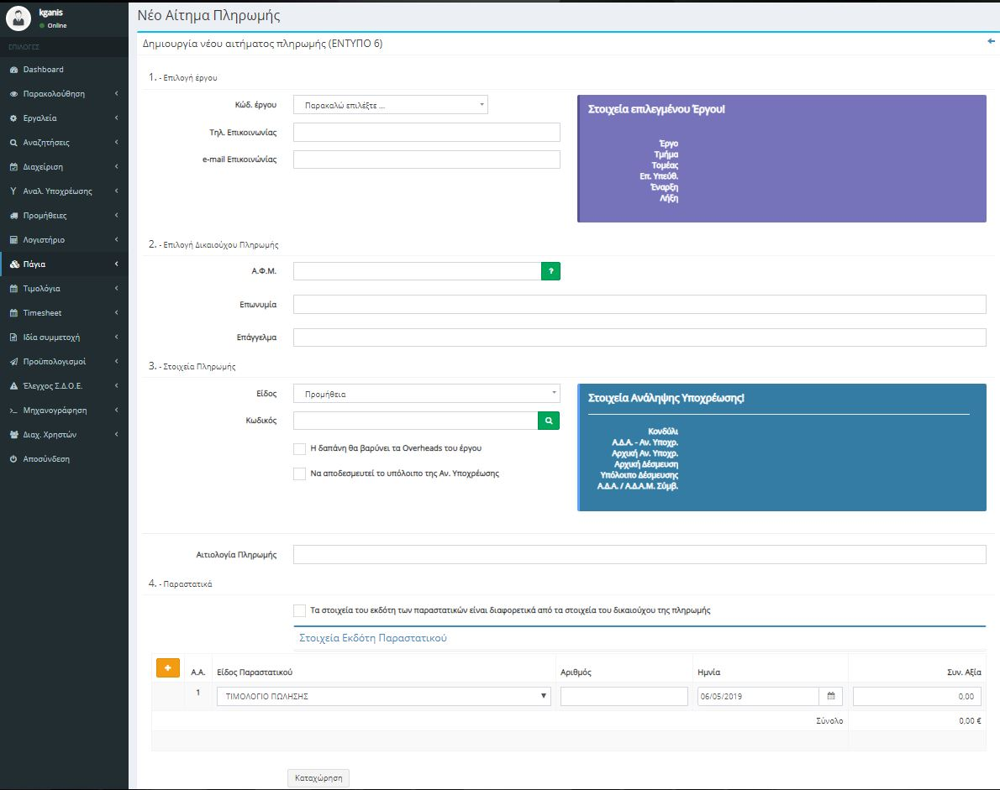 kganis
Online
ΕΠΙΛΟΓΕΣ
Dashboard
Παρακολούθηση
Εργαλεία
Αναζητήσεις
Διαχείριση
Αναλ. Υποχρέωσης
Προμήθειες
Λογιστήριο
Πάγια
Τιμολόγια
Timesheet
Ιδία συμμετοχή
Προϋπολογισμοί
Έλεγχος Σ.Δ.Ο.Ε.
Μηχανογράφηση
Διαχ. Χρηστών
Αποσύνδεση
Νέο Αίτημα Πληρωμής
Δημιουργία νέου αιτήματος πληρωμής (ΕΝΤΥΠΟ 6)
1. - Επιλογή έργου
Κώδ. έργου Παρακαλώ επιλέξτε ...
Τηλ. Επικοινωνίας
e-mail Επικοινώνίας
Στοιχεία επιλεγμένου Έργου!
Έργο
Τμήμα
Τομέας
Επ. Υπεύθ.
Έναρξη
Λήξη
2. - Επιλογή Δικαιούχου Πληρωμής
Α.Φ.Μ. ?
Επωνυμία
Επάγγελμα
3. - Στοιχεία Πληρωμής
Είδος Προμήθεια
Κωδικός
Η δαπάνη θα βαρύνει τα Overheads του έργου
Να αποδεσμευτεί το υπόλοιπο της Αν. Υποχρέωσης
Στοιχεία Ανάληψης Υποχρέωσης!
Κονδύλι
Α.Δ.Α. - Αν. Υποχρ.
Αρχική Αν. Υποχρ.
Αρχική Δέσμευση
Υπόλοιπο Δέσμευσης
Α.Δ.Α. / Α.Δ.Α.Μ. Σύμβ.
Αιτιολογία Πληρωμής
4. - Παραστατικά
Τα στοιχεία του εκδότη των παραστατικών είναι διαφορετικά από τα στοιχεία του δικαιούχου της πληρωμής
Στοιχεία Εκδότη Παραστατικού
+ Α.Α. Είδος Παραστατικού Αριθμός Ημνία Συν. Αξία
1 ΤΙΜΟΛΟΓΙΟ ΠΩΛΗΣΗΣ 06/05/2019 0,00
Σύνολο 0,00 €
Καταχώρηση